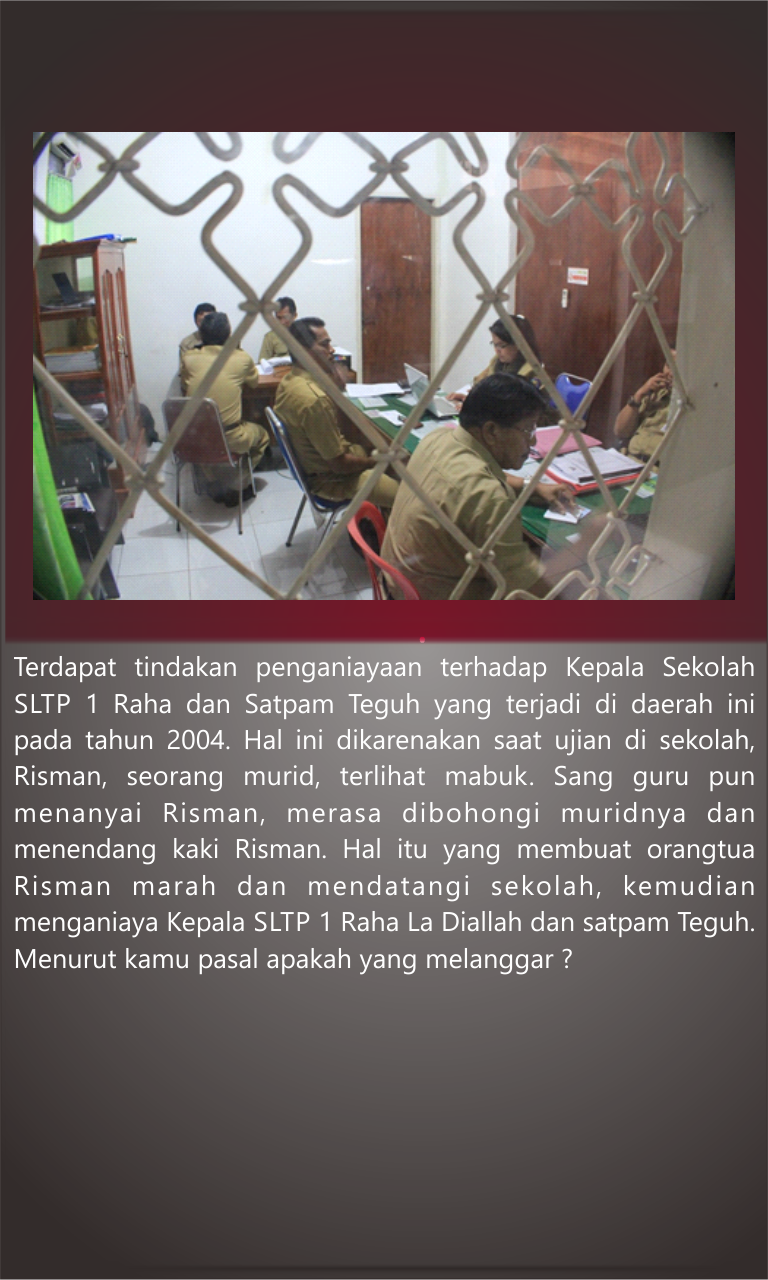 Terdapat tindakan penganiayaan terhadap Kepala Sekolah
SLTP 1 Raha dan Satpam Teguh yang terjadi di daerah ini
pada tahun 2004. Hal ini dikarenakan saat ujian di sekolah,
Risman, seorang murid, terlihat mabuk. Sang guru pun
menanyai Risman, merasa dibohongi muridnya dan
menendang kaki Risman. Hal itu yang membuat orangtua
Risman marah dan mendatangi sekolah, kemudian
menganiaya Kepala SLTP 1 Raha La Diallah dan satpam Teguh.
Menurut kamu pasal apakah yang melanggar ?